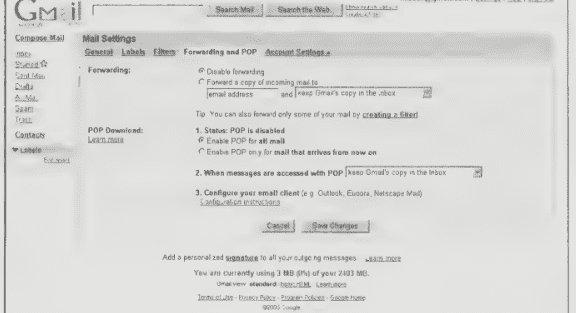 Gmail
Search Mail Search the Web
Compose Mail
Mail Settings
General Labels Filters Forwarding and POP Account Settings »
Starred
Drafts
Spam
Trash
Contacts
Labels
Forwarding:
Disable forwarding
Forward a copy of incoming mail to
email address and keep Gmail's copy in the Inbox
Tip: You can also forward only some of your mail by creating a filter!
POP Download:
Learn more
1. Status: POP is disabled
Enable POP for all mail
Enable POP only for mail that arrives from now on
2. When messages are accessed with POP keep Gmail's copy in the Inbox
3. Configure your email client (e.g. Outlook, Eudora, Netscape Mail)
Configuration instructions
Cancel Save Changes
Add a personalized signature to all your outgoing messages. Learn more
You are currently using 3 MB (0%) of your 2403 MB.
Gmail view: standard | basic HTML Learn more
Terms of Use - Privacy Policy - Program Policies - Google Home
©2005 Google